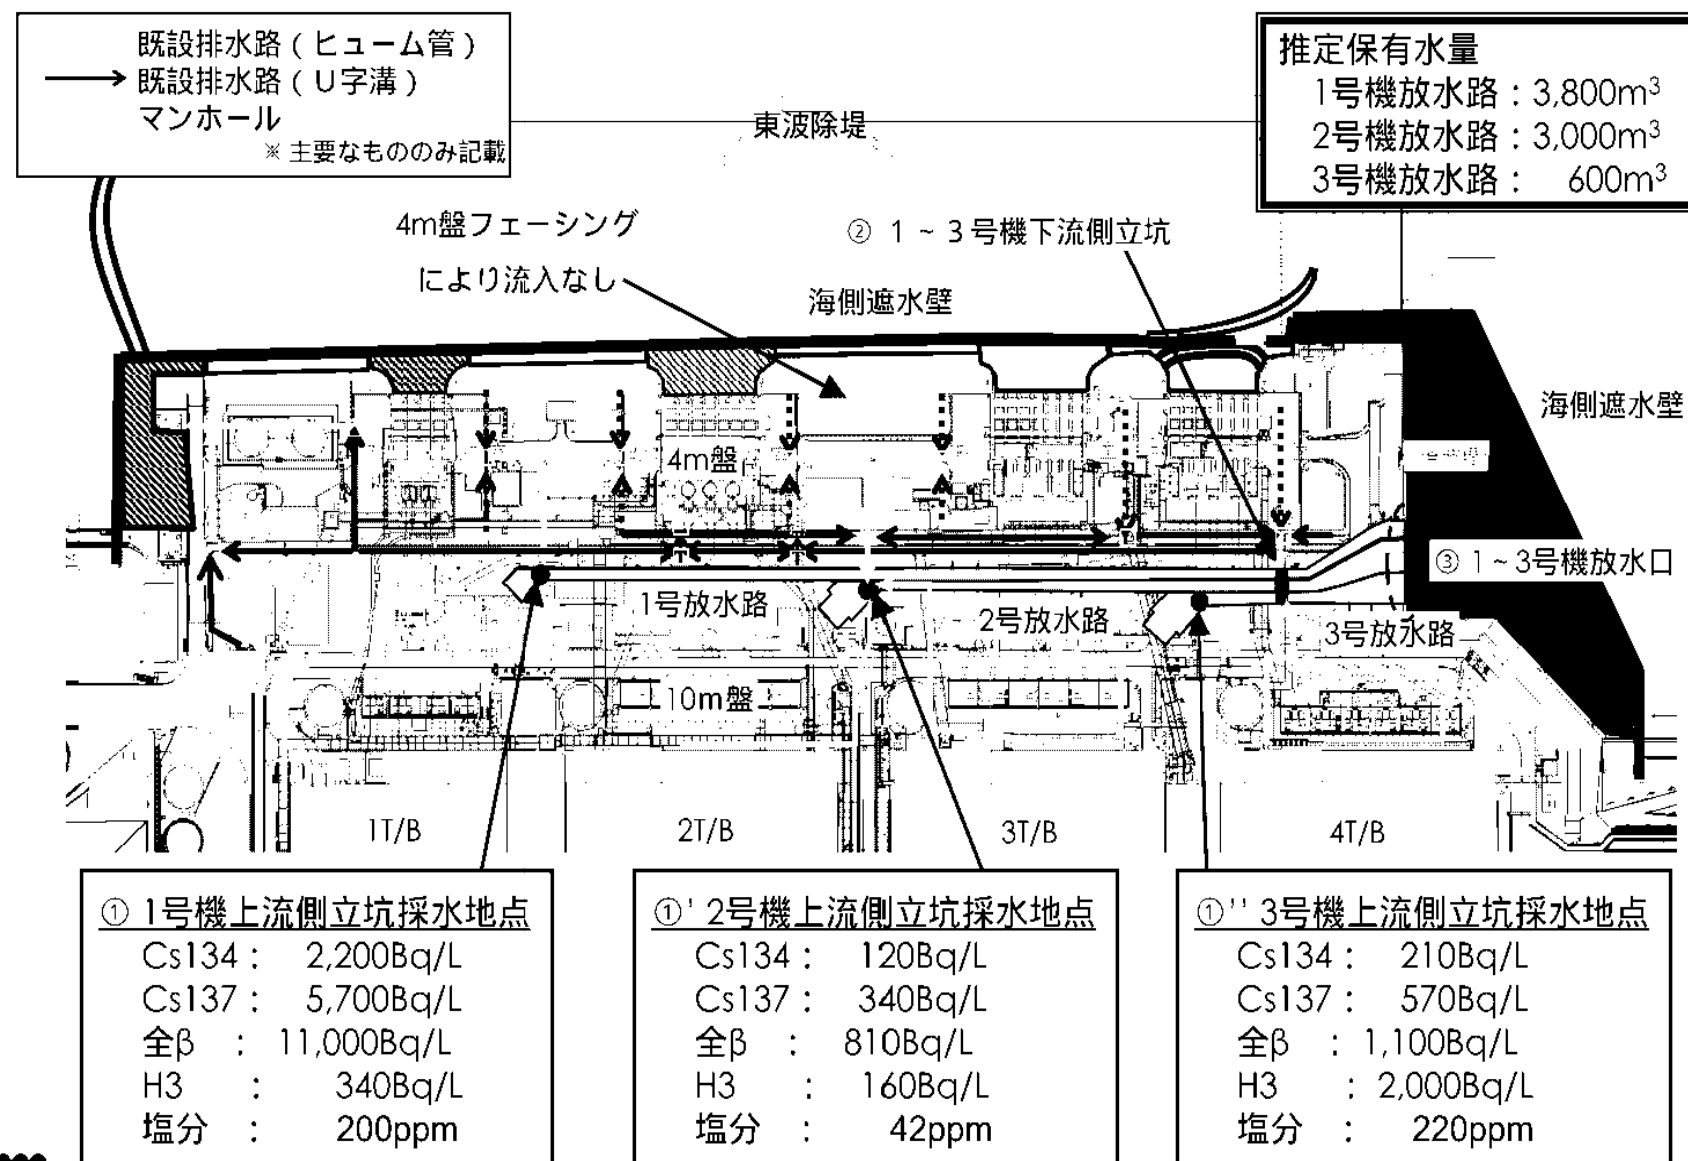 既設排水路（ヒューム管）
既設排水路（U字溝）
マンホール
※ 主要なもののみ記載
推定保有水量
1号機放水路：3,800m³
2号機放水路：3,000m³
3号機放水路： 600m³
東波除堤
4m盤フェーシング
により流入なし
② 1～3号機下流側立坑
海側遮水壁
海側遮水壁
4m盤
③ 1～3号機放水口
1号放水路
2号放水路
3号放水路
10m盤
1T/B
2T/B
3T/B
4T/B
① 1号機上流側立坑採水地点
Cs134： 2,200Bq/L
Cs137： 5,700Bq/L
全β ： 11,000Bq/L
H3 ： 340Bq/L
塩分 ： 200ppm
①' 2号機上流側立坑採水地点
Cs134： 120Bq/L
Cs137： 340Bq/L
全β ： 810Bq/L
H3 ： 160Bq/L
塩分 ： 42ppm
①'' 3号機上流側立坑採水地点
Cs134： 210Bq/L
Cs137： 570Bq/L
全β ： 1,100Bq/L
H3 ： 2,000Bq/L
塩分 ： 220ppm